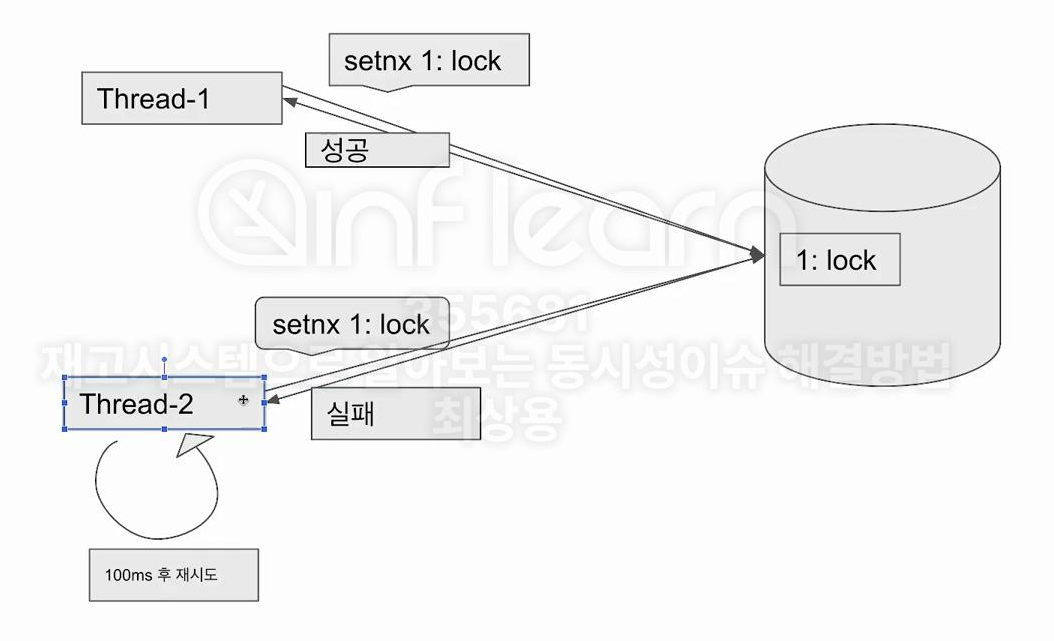 setnx 1: lock
Thread-1
성공
inflearn
1: lock
355681
setnx 1: lock
재고시스템으로 알아보는 동시성이슈 해결방법
Thread-2
실패
최상용
100ms 후 재시도